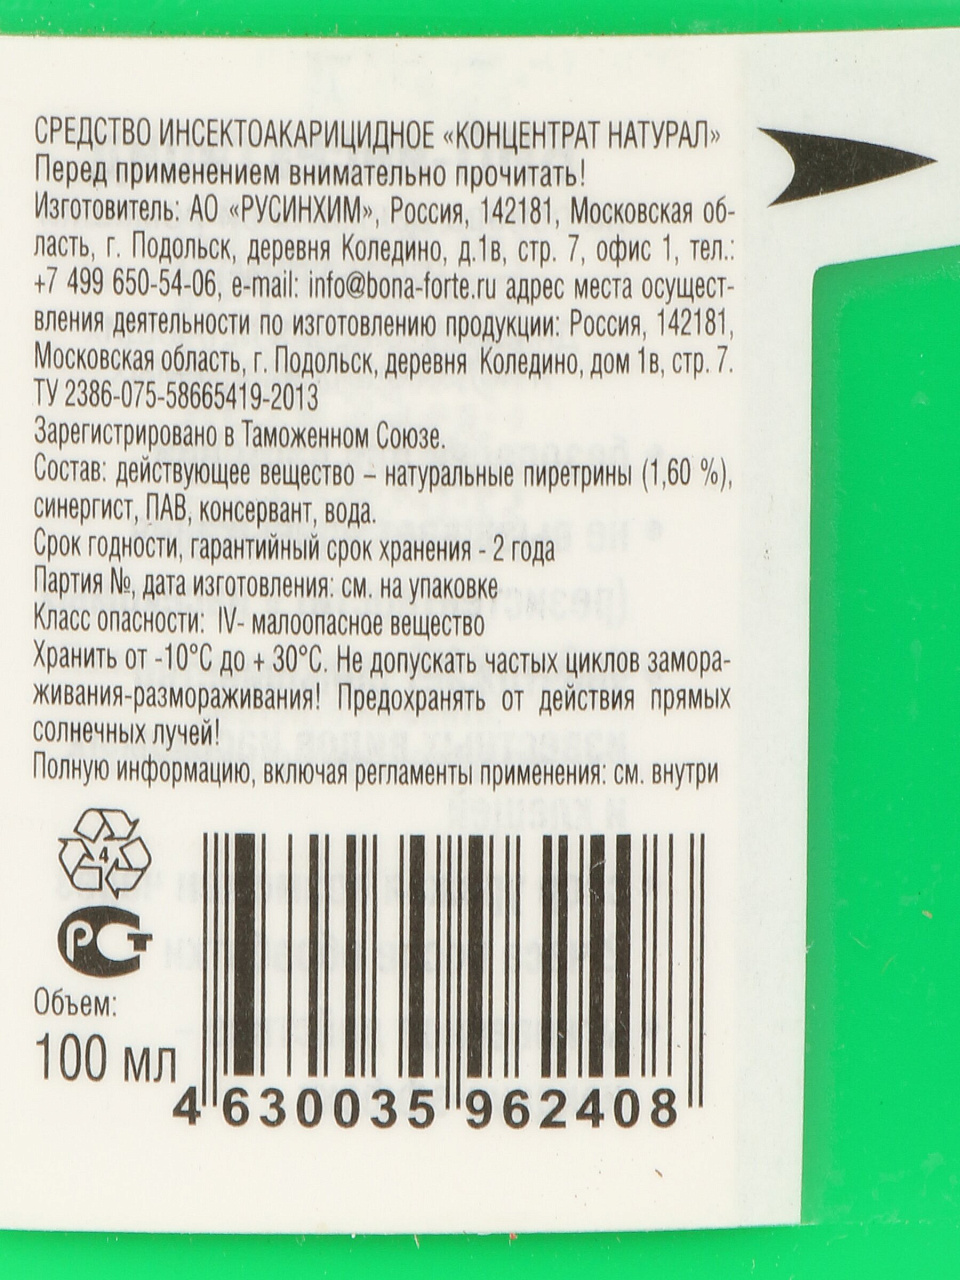 СРЕДСТВО ИНСЕКТОАКАРИЦИДНОЕ «КОНЦЕНТРАТ НАТУРАЛ»
Перед применением внимательно прочитать!
Изготовитель: АО «РУСИНХИМ», Россия, 142181, Московская об-
ласть, г. Подольск, деревня Коледино, д.1в, стр. 7, офис 1, тел.:
+7 499 650-54-06, e-mail: info@bona-forte.ru адрес места осущест-
вления деятельности по изготовлению продукции: Россия, 142181,
Московская область, г. Подольск, деревня Коледино, дом 1в, стр. 7.
ТУ 2386-075-58665419-2013
Зарегистрировано в Таможенном Союзе.
Состав: действующее вещество – натуральные пиретрины (1,60 %),
синергист, ПАВ, консервант, вода.
Срок годности, гарантийный срок хранения - 2 года
Партия №, дата изготовления: см. на упаковке
Класс опасности: IV- малоопасное вещество
Хранить от -10°С до + 30°С. Не допускать частых циклов замора-
живания-размораживания! Предохранять от действия прямых
солнечных лучей!
Полную информацию, включая регламенты применения: см. внутри
4
РСТ
Объем:
100 мл
4 630035 962408